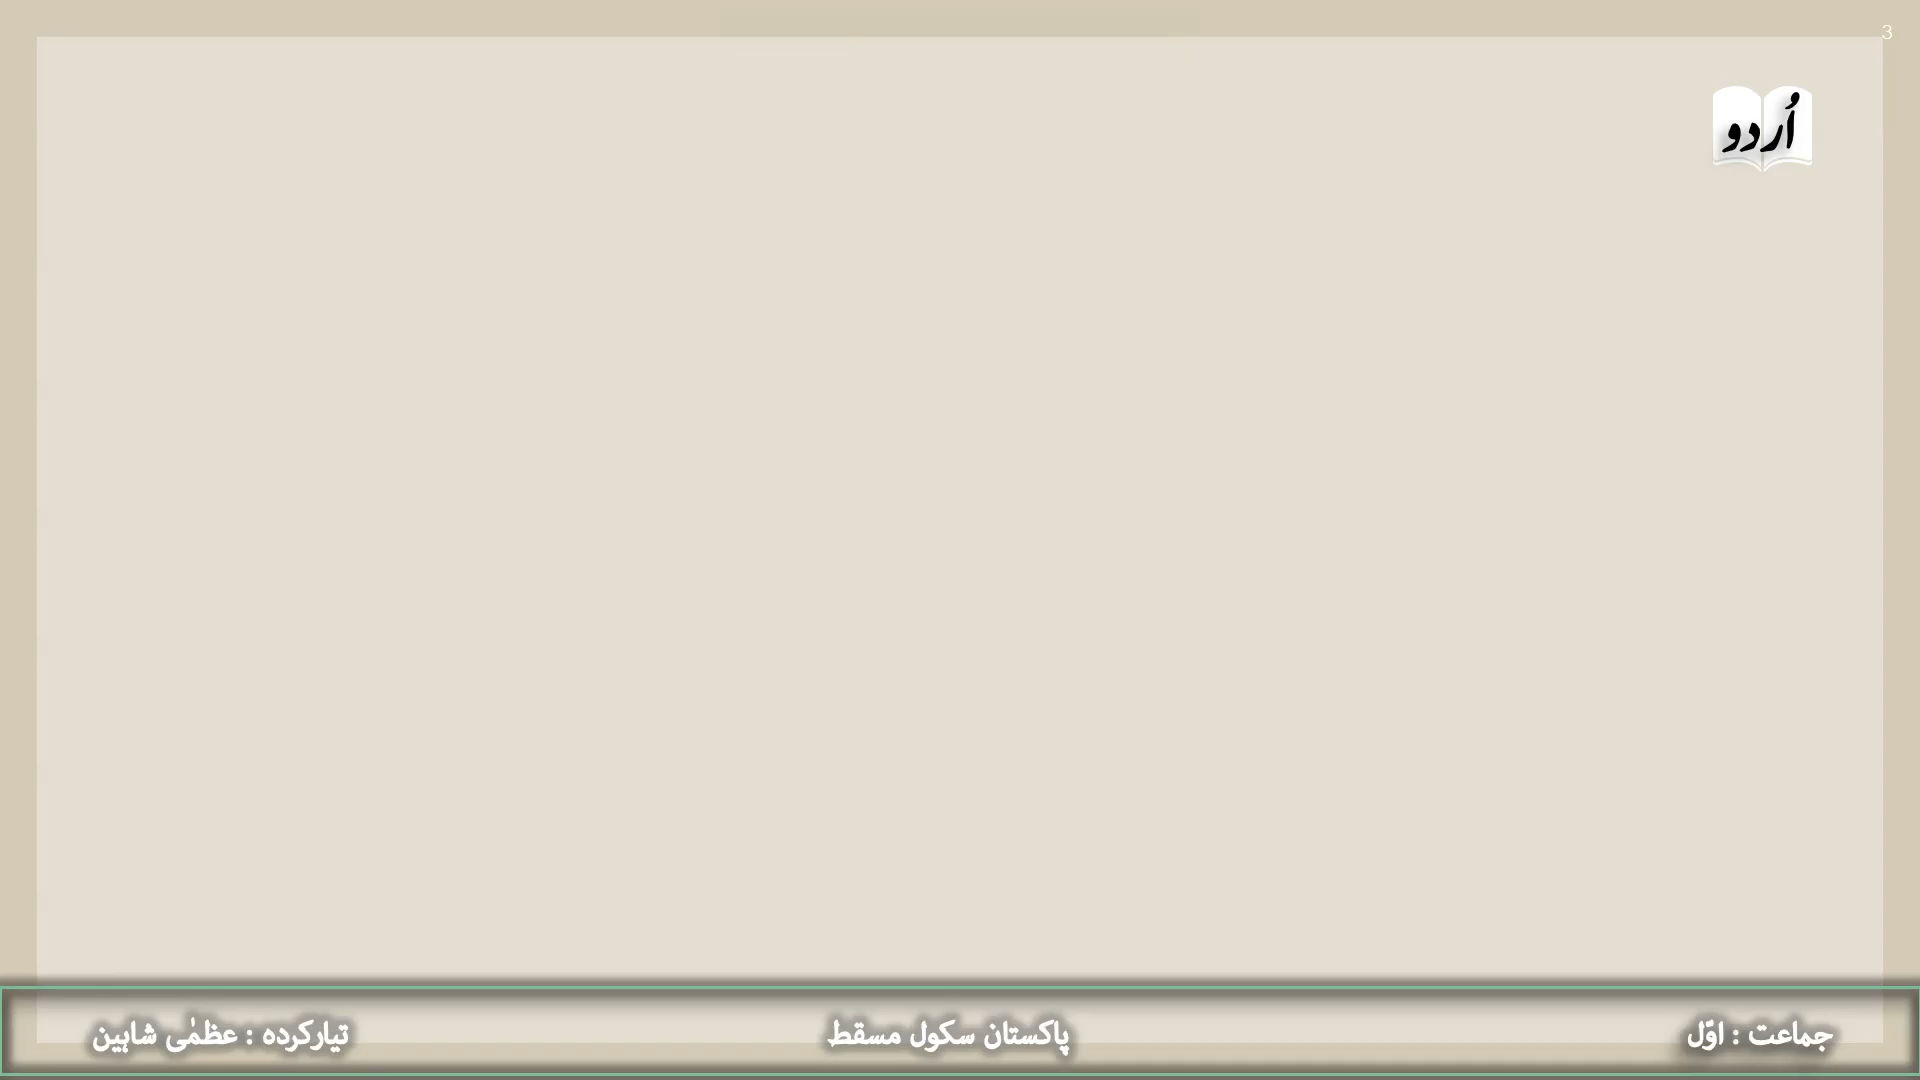 3
اُردو
جماعت : اوّل
پاکستان سکول مسقط
تیارکردہ : عظمٰی شاہین